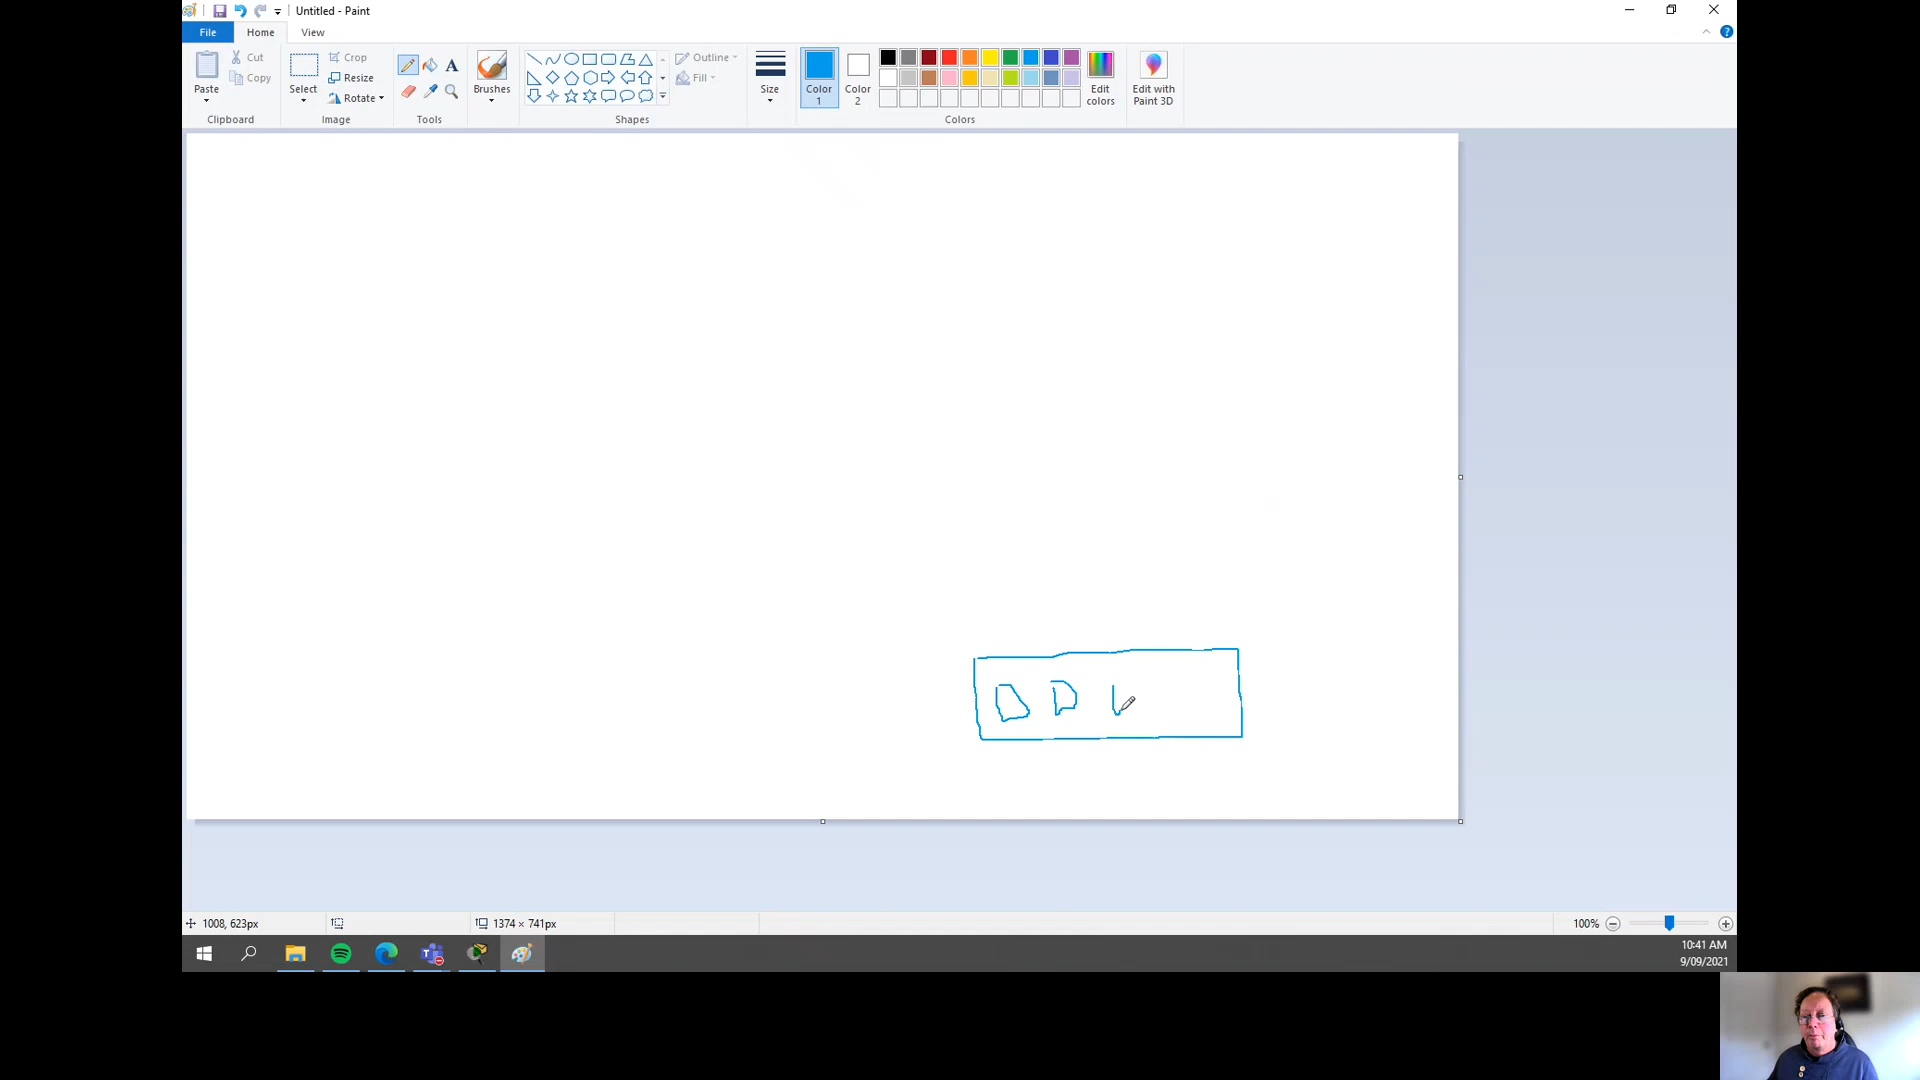 Untitled - Paint
File Home View
Paste Cut Copy Clipboard
Select Crop Resize Rotate Image
Tools
Brushes
Shapes
Outline Fill
Size
Color 1
Color 2
Colors
Edit colors
Edit with Paint 3D
D D
1008, 623px
1374 × 741px
100%
10:41 AM
9/09/2021